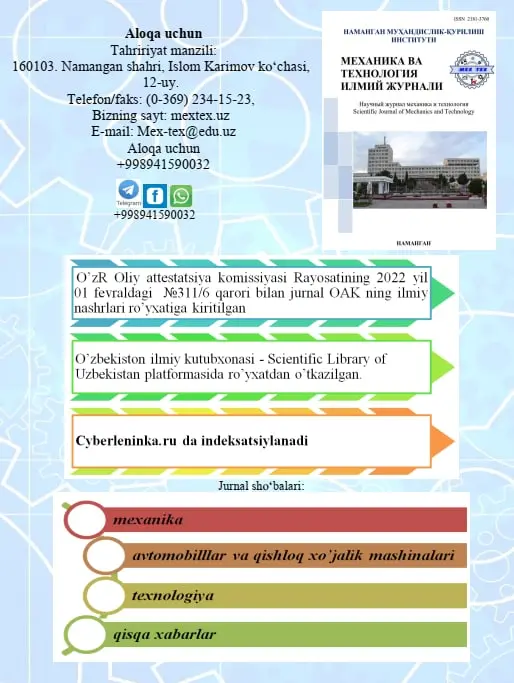 Aloqa uchun
Tahririyat manzili:
160103. Namangan shahri, Islom Karimov ko‘chasi,
12-uy.
Telefon/faks: (0-369) 234-15-23,
Bizning sayt: mextex.uz
E-mail: Mex-tex@edu.uz
Aloqa uchun
+998941590032
Telegram
+998941590032
НАМАНГАН МУҲАНДИСЛИК-ҚУРИЛИШ
ИНСТИТУТИ
МЕХАНИКА ВА
ТЕХНОЛОГИЯ
ИЛМИЙ ЖУРНАЛИ
MEX TEX
Научный журнал механика и технология
Scientific Journal of Mechanics and Technology
НАМАНГАН
O’zR Oliy attestatsiya komissiyasi Rayosatining 2022 yil
01 fevraldagi №311/6 qarori bilan jurnal OAK ning ilmiy
nashrlari ro’yxatiga kiritilgan
O’zbekiston ilmiy kutubxonasi - Scientific Library of
Uzbekistan platformasida ro’yxatdan o’tkazilgan.
Cyberleninka.ru da indeksatsiylanadi
Jurnal sho‘balari:
mexanika
avtomobilllar va qishloq xo’jalik mashinalari
texnologiya
qisqa xabarlar